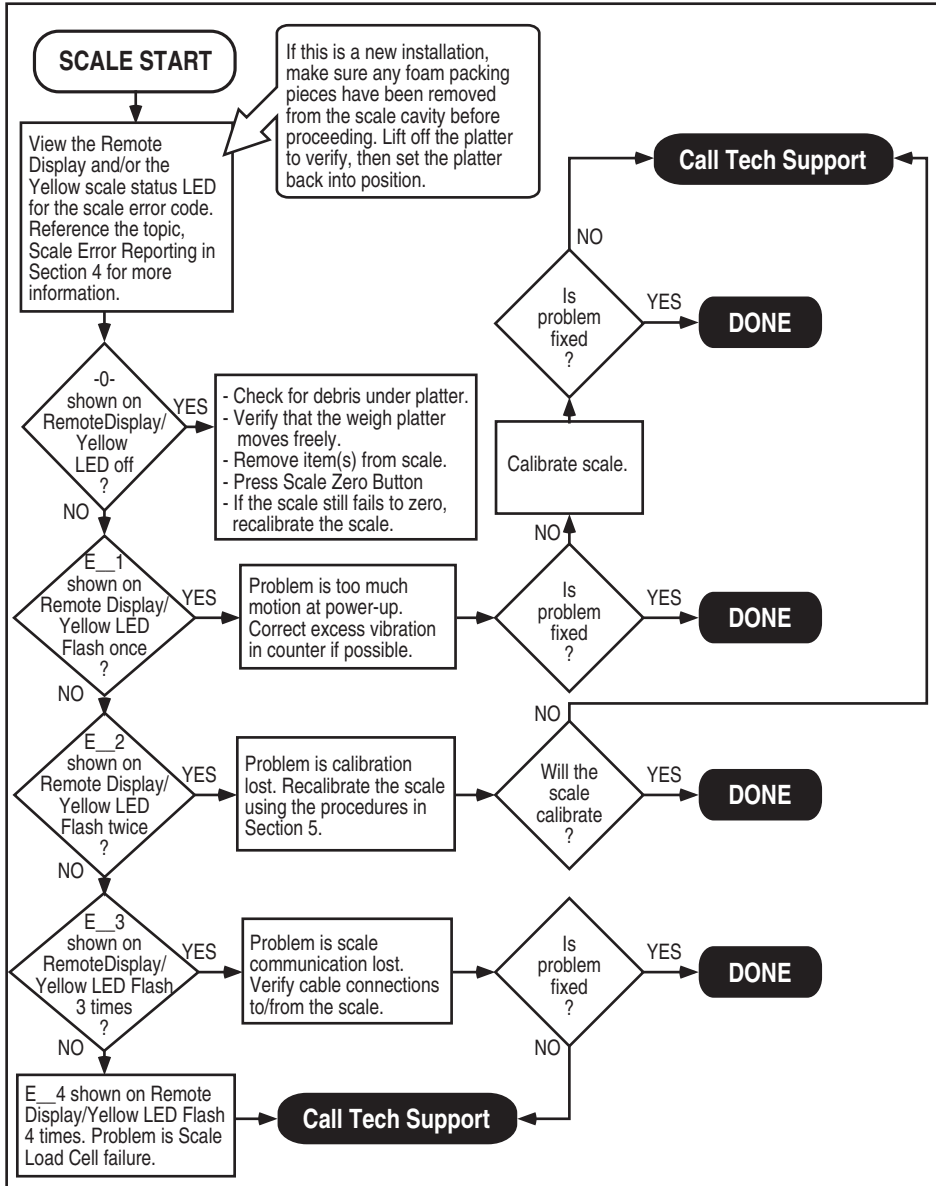 SCALE START
If this is a new installation,
make sure any foam packing
pieces have been removed
from the scale cavity before
proceeding. Lift off the platter
to verify, then set the platter
back into position.
View the Remote
Display and/or the
Yellow scale status LED
for the scale error code.
Reference the topic,
Scale Error Reporting in
Section 4 for more
information.
Call Tech Support
NO
Is
problem
fixed
?
YES
DONE
-0-
shown on
RemoteDisplay/
Yellow
LED off
?
YES
- Check for debris under platter.
- Verify that the weigh platter
moves freely.
- Remove item(s) from scale.
- Press Scale Zero Button
- If the scale still fails to zero,
recalibrate the scale.
Calibrate scale.
NO
NO
E__1
shown on
Remote Display/
Yellow LED
Flash once
?
YES
Problem is too much
motion at power-up.
Correct excess vibration
in counter if possible.
Is
problem
fixed
?
YES
DONE
NO
E__2
shown on
Remote Display/
Yellow LED
Flash twice
?
YES
Problem is calibration
lost. Recalibrate the scale
using the procedures in
Section 5.
NO
Will the
scale
calibrate
?
YES
DONE
NO
E__3
shown on
RemoteDisplay/
Yellow LED Flash
3 times
?
YES
Problem is scale
communication lost.
Verify cable connections
to/from the scale.
Is
problem
fixed
?
YES
DONE
NO
NO
E__4 shown on Remote
Display/Yellow LED Flash
4 times. Problem is Scale
Load Cell failure.
Call Tech Support